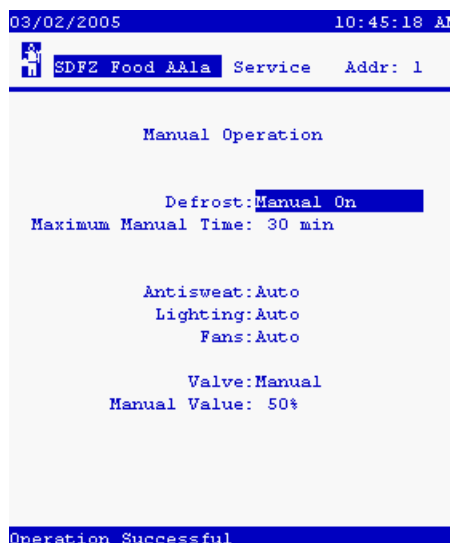 03/02/2005 10:45:18 AM
SDFZ Food AAla Service Addr: 1
Manual Operation
Defrost:Manual On
Maximum Manual Time: 30 min
Antisweat:Auto
Lighting:Auto
Fans:Auto
Valve:Manual
Manual Value: 50%
Operation Successful